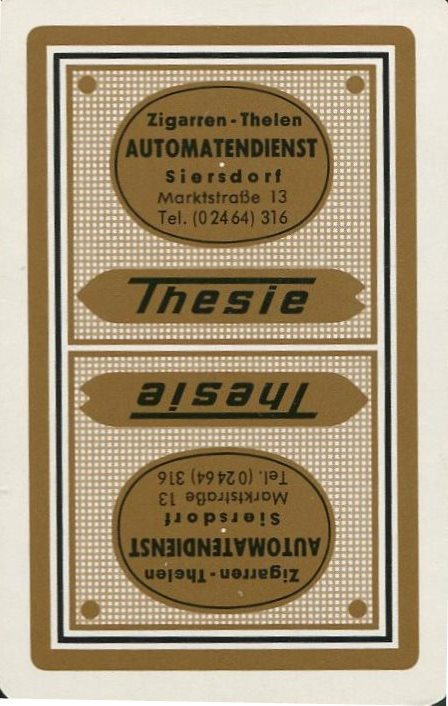 Zigarren-Thelen
AUTOMATENDIENST
Siersdorf
Marktstraße 13
Tel. (02464) 316
Thesie
Thesie
Tel. (02464) 316
Marktstraße 13
Siersdorf
AUTOMATENDIENST
Zigarren-Thelen